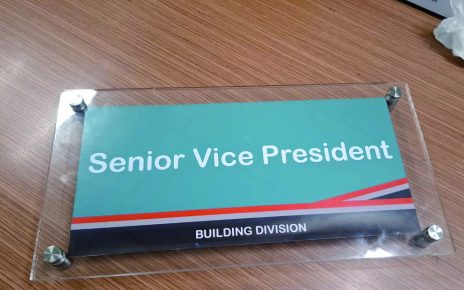 Senior Vice President
BUILDING DIVISION